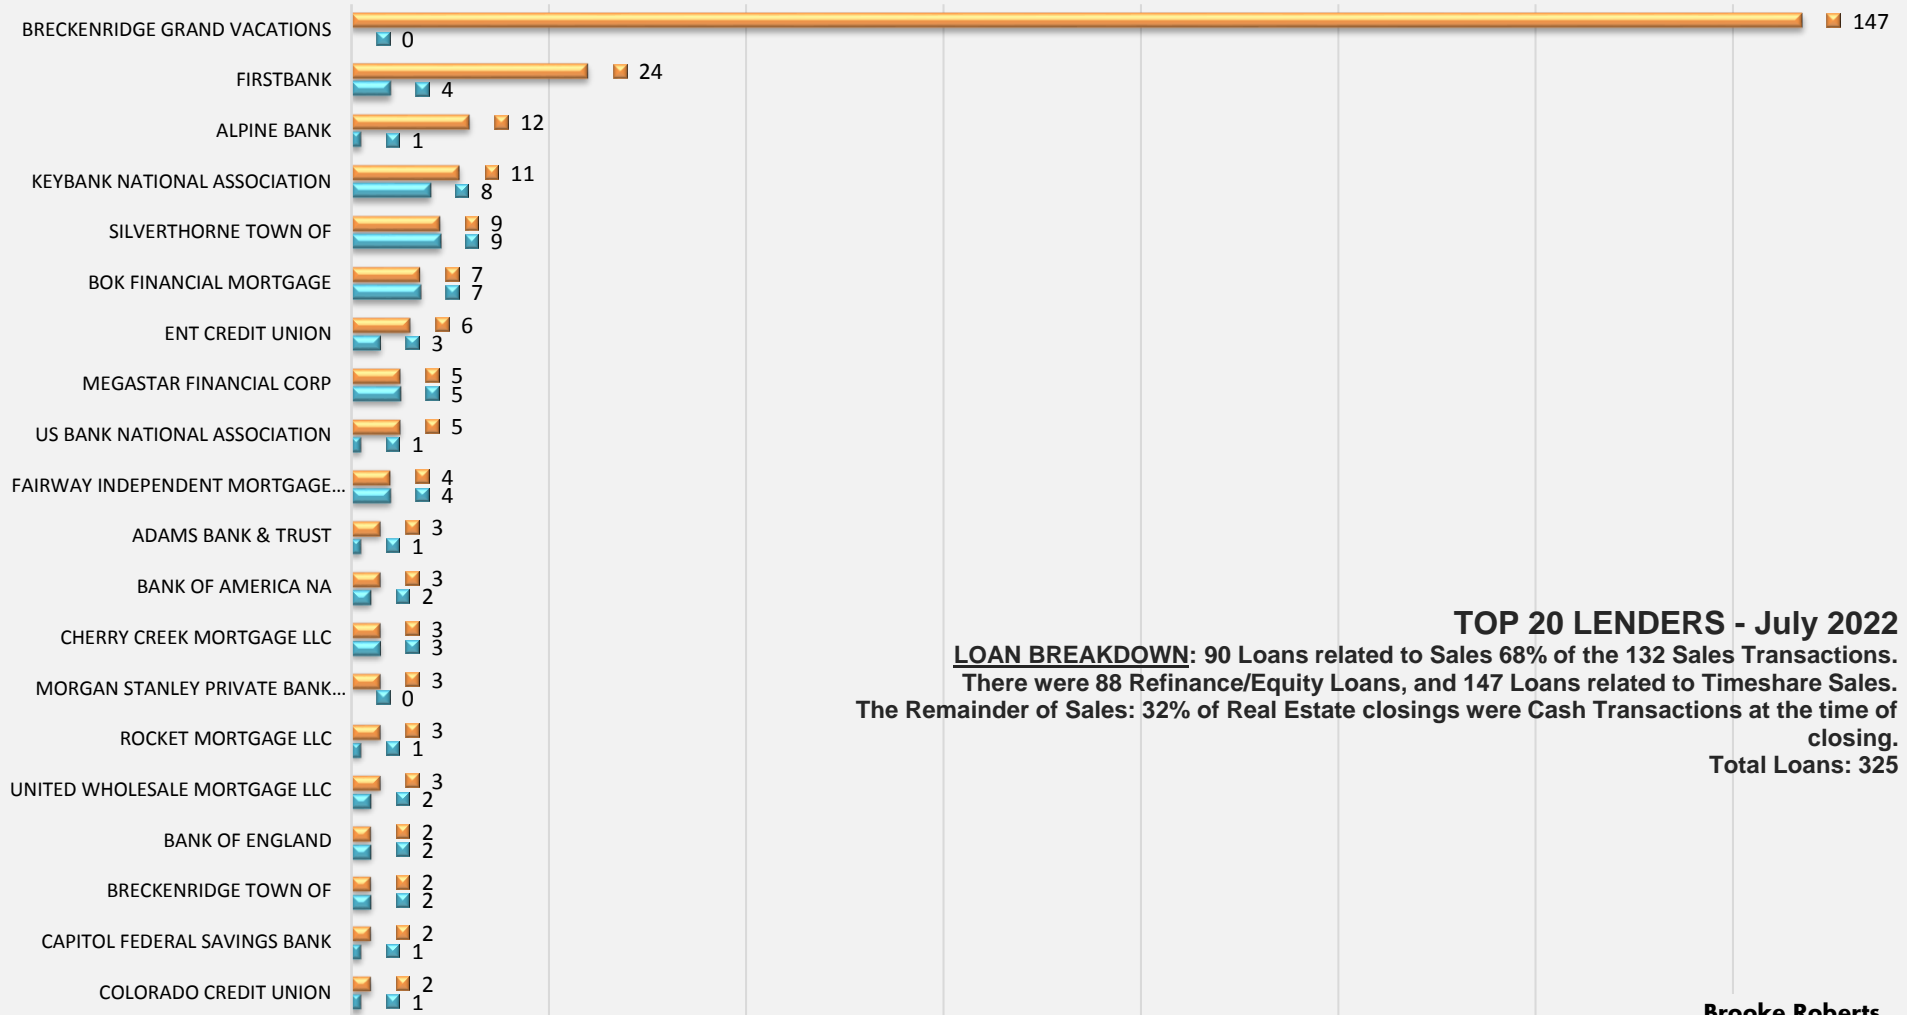 BRECKENRIDGE GRAND VACATIONS
147
0
FIRSTBANK
24
4
ALPINE BANK
12
1
KEYBANK NATIONAL ASSOCIATION
11
8
SILVERTHORNE TOWN OF
9
9
BOK FINANCIAL MORTGAGE
7
7
ENT CREDIT UNION
6
3
MEGASTAR FINANCIAL CORP
5
5
US BANK NATIONAL ASSOCIATION
5
1
FAIRWAY INDEPENDENT MORTGAGE...
4
4
ADAMS BANK & TRUST
3
1
BANK OF AMERICA NA
3
2
CHERRY CREEK MORTGAGE LLC
3
3
MORGAN STANLEY PRIVATE BANK...
3
0
ROCKET MORTGAGE LLC
3
1
UNITED WHOLESALE MORTGAGE LLC
3
2
BANK OF ENGLAND
2
2
BRECKENRIDGE TOWN OF
2
2
CAPITOL FEDERAL SAVINGS BANK
2
1
COLORADO CREDIT UNION
2
1
TOP 20 LENDERS - July 2022
LOAN BREAKDOWN: 90 Loans related to Sales 68% of the 132 Sales Transactions.
There were 88 Refinance/Equity Loans, and 147 Loans related to Timeshare Sales.
The Remainder of Sales: 32% of Real Estate closings were Cash Transactions at the time of
closing.
Total Loans: 325
Brooke Roberts